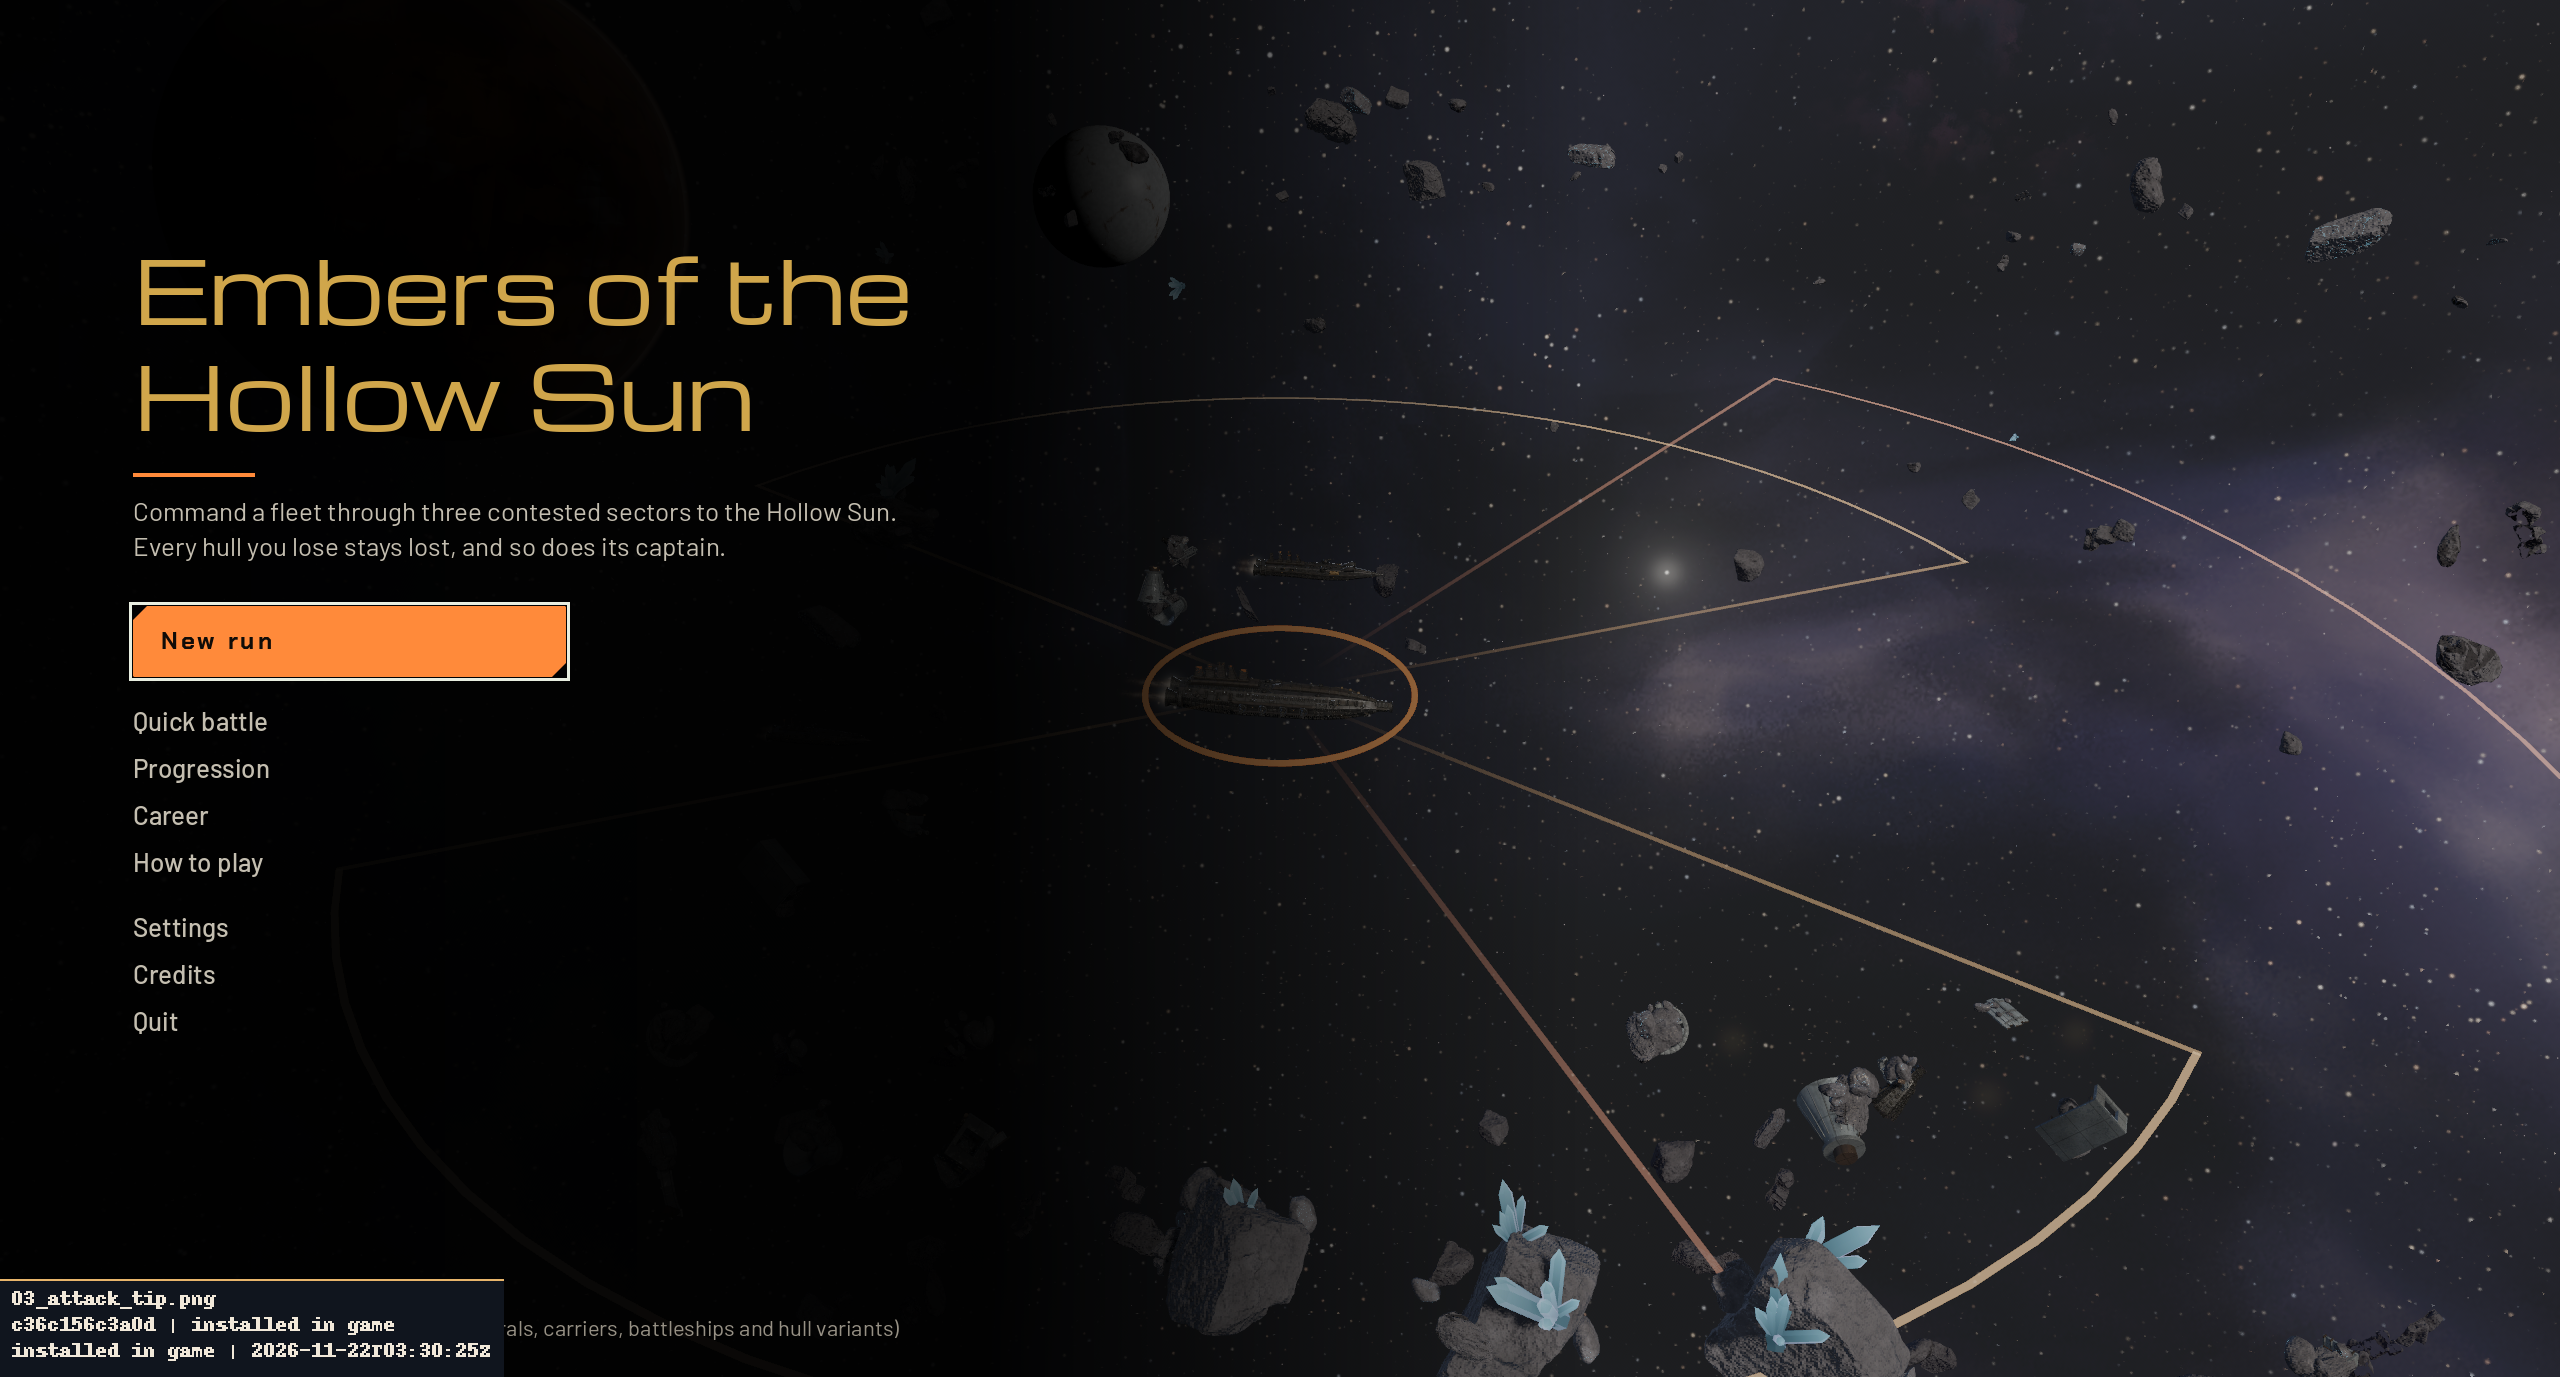 Embers of the
Hollow Sun
Command a fleet through three contested sectors to the Hollow Sun.
Every hull you lose stays lost, and so does its captain.
New run
Quick battle
Progression
Career
How to play
Settings
Credits
Quit
carriers, battleships and hull variants)
03_attack_tip.png
c36c156c3a0d | installed in game
installed in game | 2026-11-22T03:30:25Z